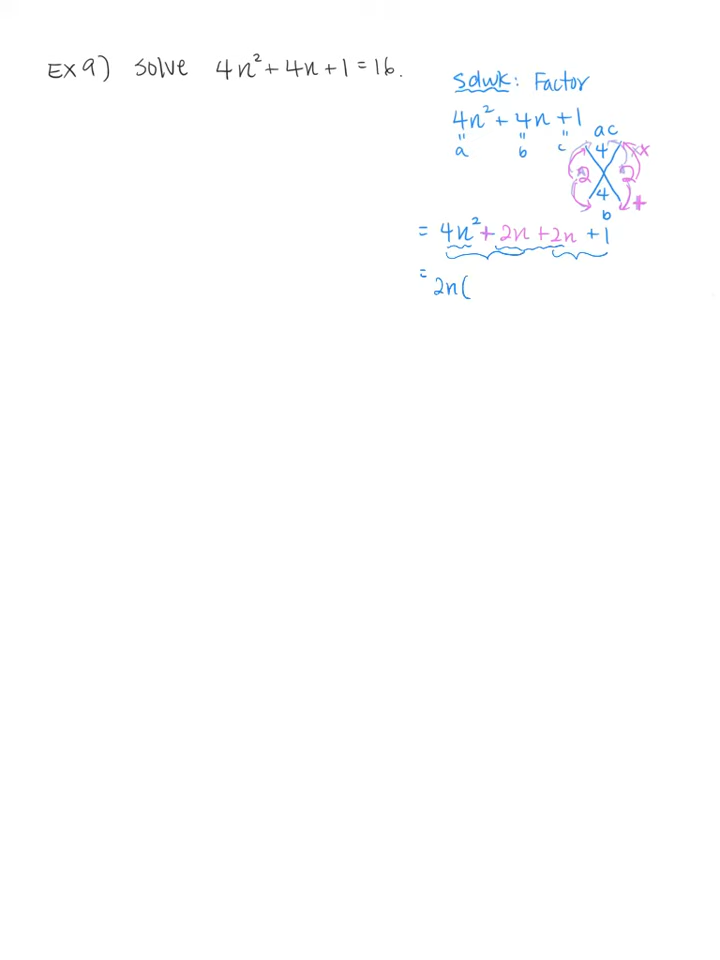 EX 9) Solve 4n² + 4n + 1 = 16.
Sdwk: Factor
4n² + 4n + 1
" " "
a b c
ac
4
x
2 2
4
+
b
= 4n² + 2n + 2n + 1
= 2n(